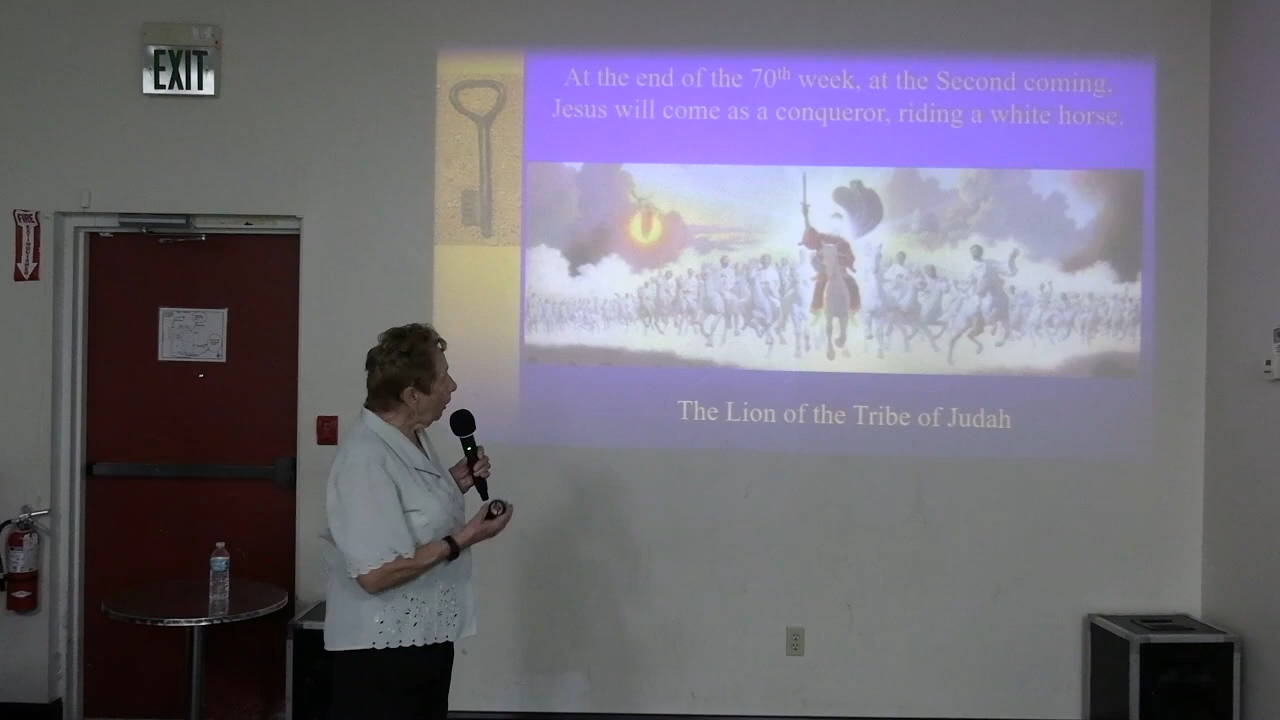 EXIT
At the end of the 70th week, at the Second coming,
Jesus will come as a conqueror, riding a white horse.
FIRE
The Lion of the Tribe of Judah